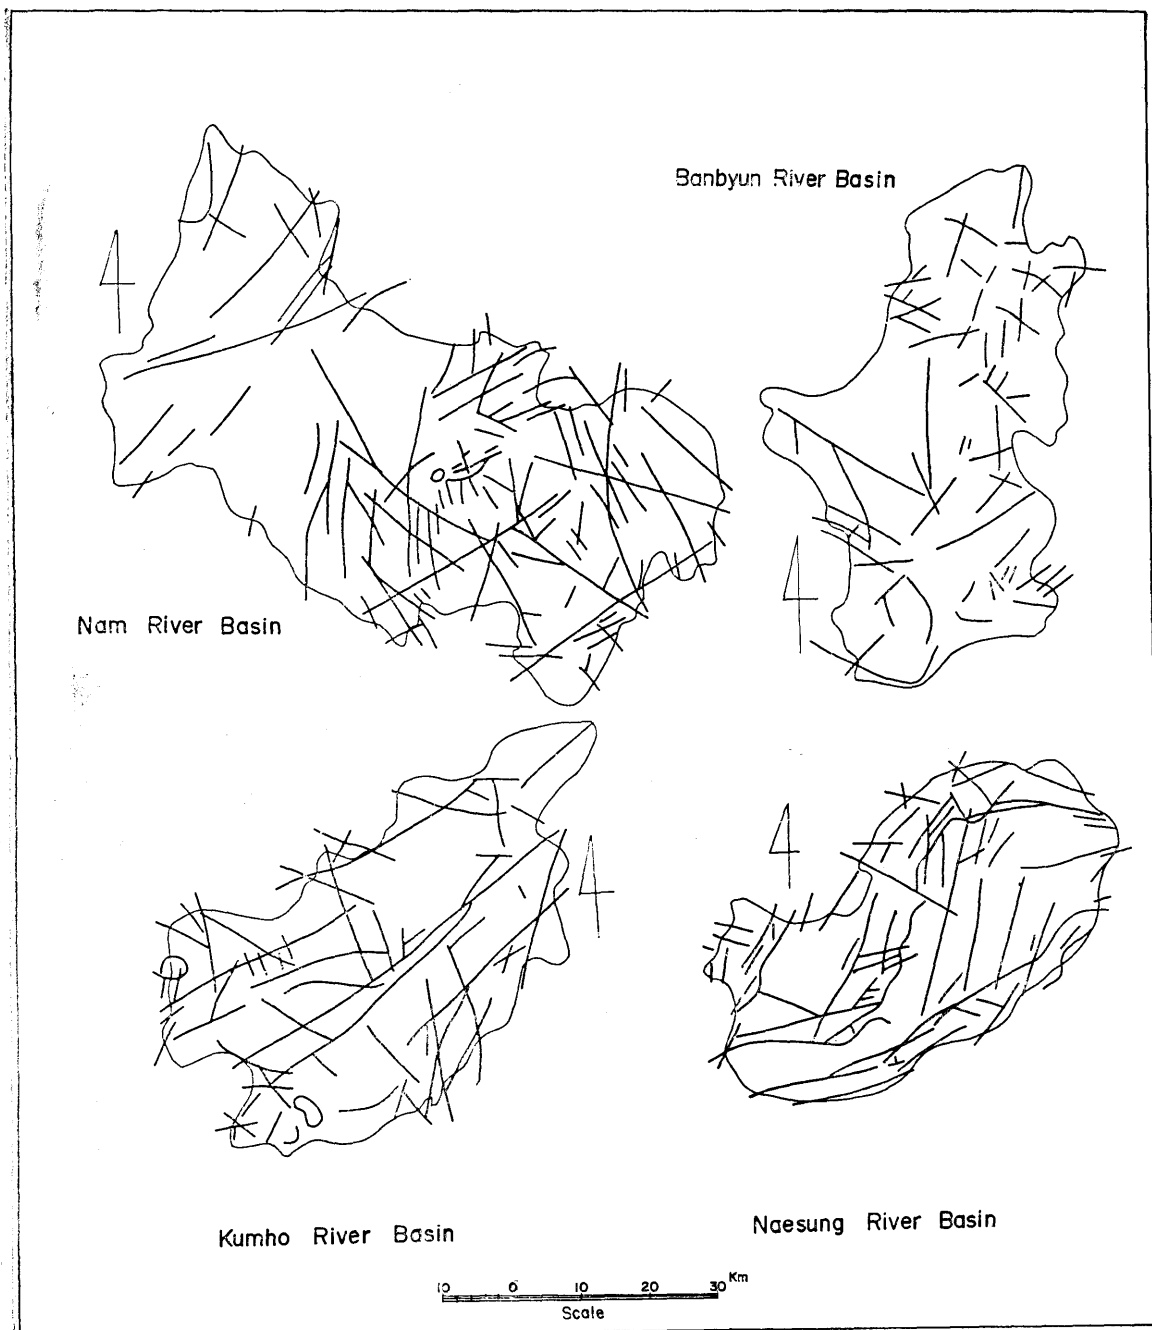 Banbyun River Basin
Nam River Basin
Kumho River Basin
Naesung River Basin
10 0 10 20 30 Km
Scale